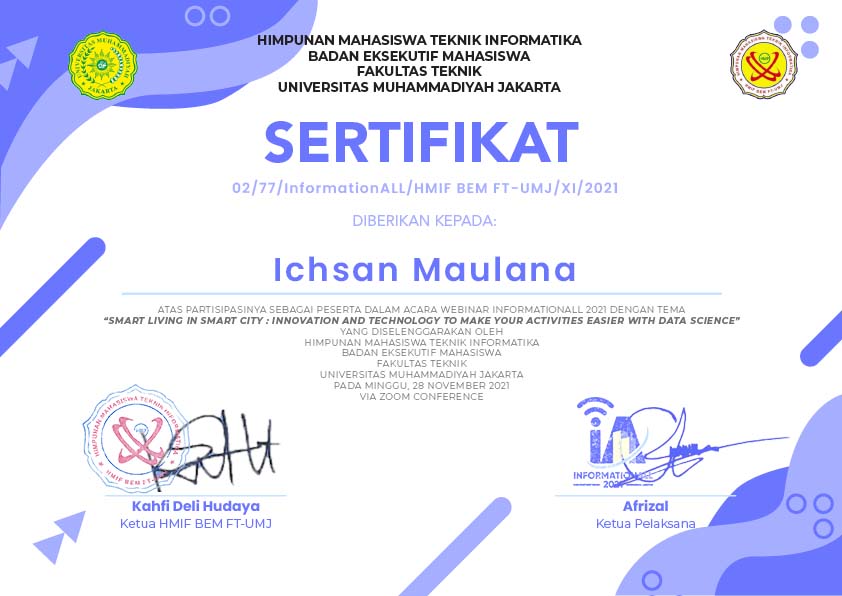 HIMPUNAN MAHASISWA TEKNIK INFORMATIKA
BADAN EKSEKUTIF MAHASISWA
FAKULTAS TEKNIK
UNIVERSITAS MUHAMMADIYAH JAKARTA
UNIVERSITAS MUHAMMADIYAH
JAKARTA
HIMPUNAN MAHASISWA TEKNIK INFORMATIKA
HMIF BEM FT-UMJ
SERTIFIKAT
02/77/InformationALL/HMIF BEM FT-UMJ/XI/2021
DIBERIKAN KEPADA:
Ichsan Maulana
ATAS PARTISIPASINYA SEBAGAI PESERTA DALAM ACARA WEBINAR INFORMATIONALL 2021 DENGAN TEMA
“SMART LIVING IN SMART CITY : INNOVATION AND TECHNOLOGY TO MAKE YOUR ACTIVITIES EASIER WITH DATA SCIENCE”
YANG DISELENGGARAKAN OLEH
HIMPUNAN MAHASISWA TEKNIK INFORMATIKA
BADAN EKSEKUTIF MAHASISWA
FAKULTAS TEKNIK
UNIVERSITAS MUHAMMADIYAH JAKARTA
PADA MINGGU, 28 NOVEMBER 2021
VIA ZOOM CONFERENCE
HIMPUNAN MAHASISWA TEKNIK INFORMATIKA
HMIF BEM FT-
iA
INFORMATIONALL
2021
Kahfi Deli Hudaya
Ketua HMIF BEM FT-UMJ
Afrizal
Ketua Pelaksana